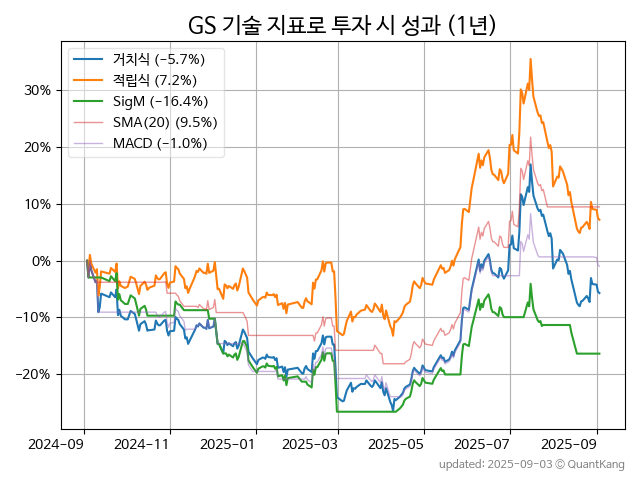 GS 기술 지표로 투자 시 성과 (1년)
거치식 (−5.7%)
적립식 (7.2%)
SigM (−16.4%)
SMA(20) (9.5%)
MACD (−1.0%)
30%
20%
10%
0%
−10%
−20%
2024−09 2024−11 2025−01 2025−03 2025−05 2025−07 2025−09
updated: 2025−09−03 © QuantKang